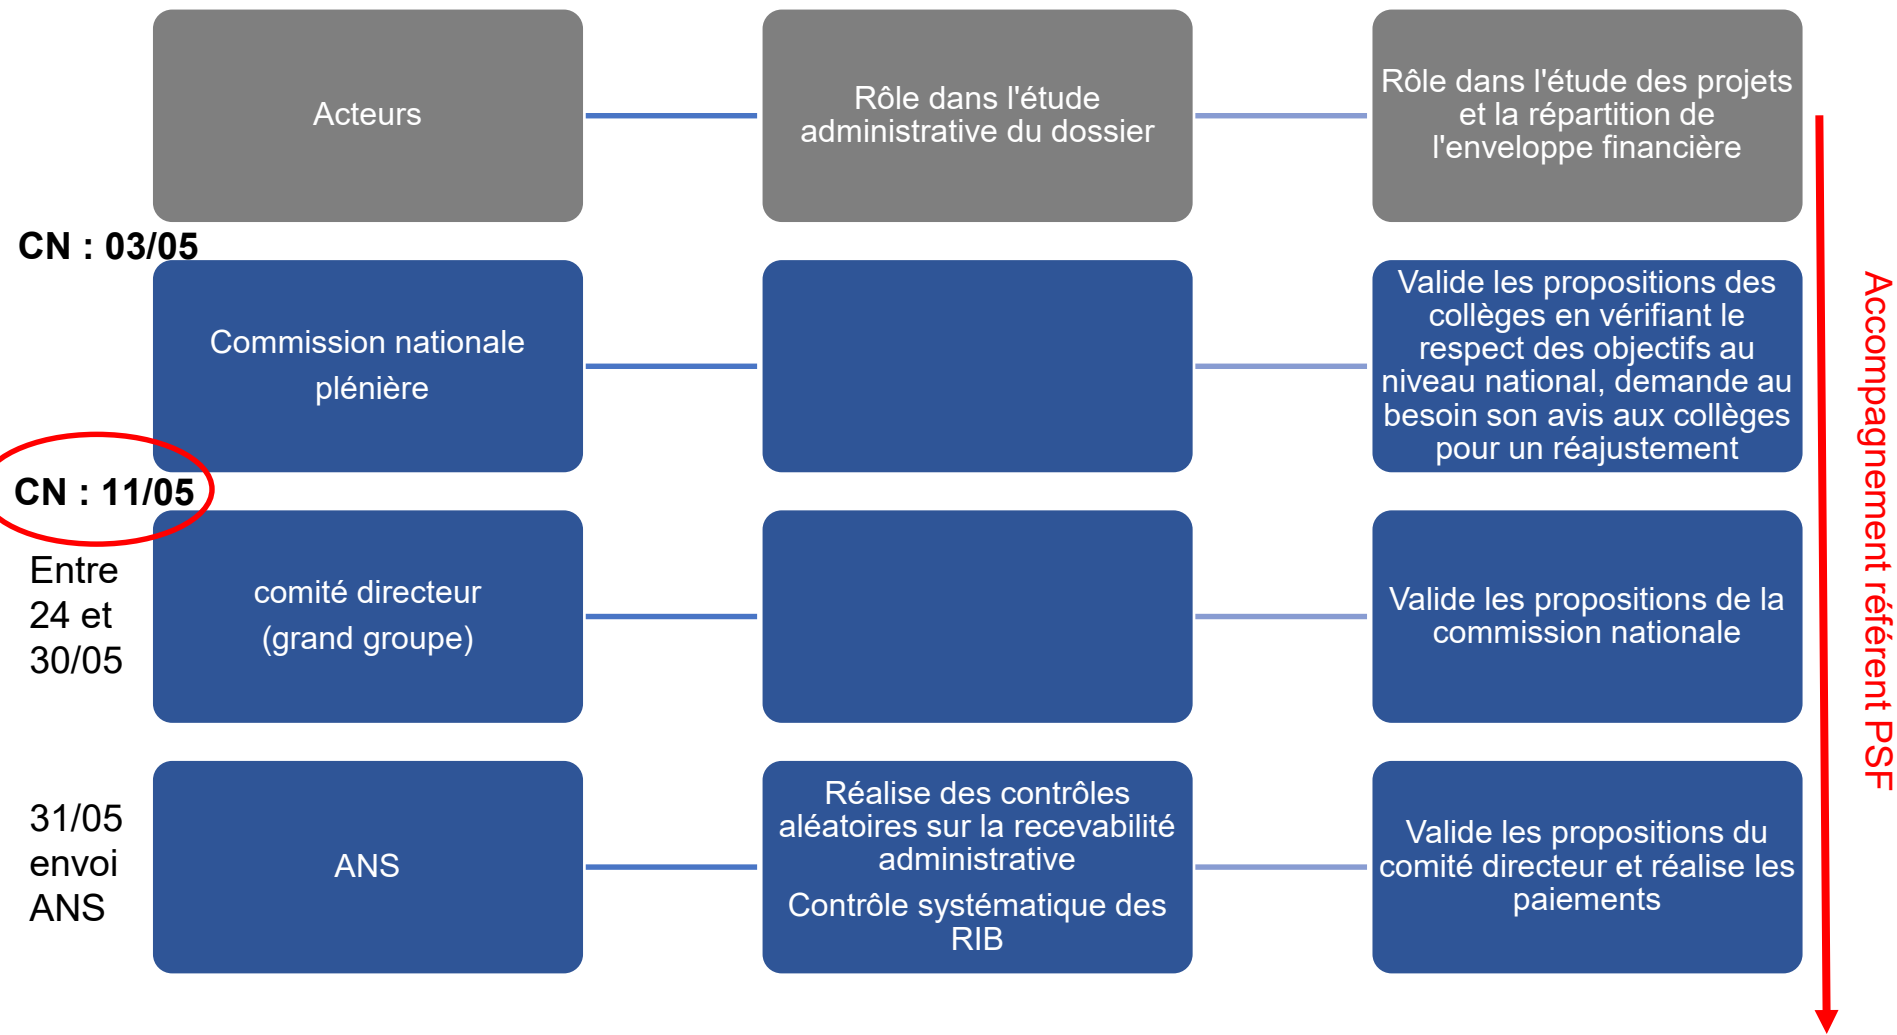 Acteurs
Rôle dans l'étude
administrative du dossier
Rôle dans l'étude des projets
et la répartition de
l'enveloppe financière
CN : 03/05
Commission nationale
plénière
Valide les propositions des
collèges en vérifiant le
respect des objectifs au
niveau national, demande au
besoin son avis aux collèges
pour un réajustement
CN : 11/05
Entre
24 et
30/05
comité directeur
(grand groupe)
Valide les propositions de la
commission nationale
31/05
envoi
ANS
ANS
Réalise des contrôles
aléatoires sur la recevabilité
administrative
Contrôle systématique des
RIB
Valide les propositions du
comité directeur et réalise les
paiements
Accompagnement référent PSF